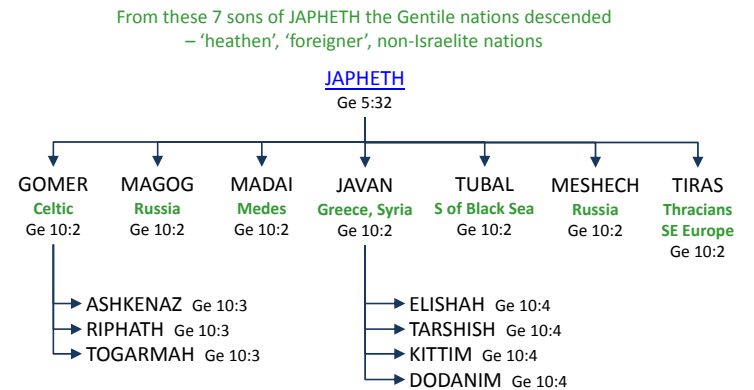 From these 7 sons of JAPHETH the Gentile nations descended
– ‘heathen’, ‘foreigner’, non-Israelite nations
JAPHETH
Ge 5:32
GOMER
Celtic
Ge 10:2
MAGOG
Russia
Ge 10:2
MADAI
Medes
Ge 10:2
JAVAN
Greece, Syria
Ge 10:2
TUBAL
S of Black Sea
Ge 10:2
MESHECH
Russia
Ge 10:2
TIRAS
Thracians
SE Europe
Ge 10:2
ASHKENAZ Ge 10:3
RIPHATH Ge 10:3
TOGARMAH Ge 10:3
ELISHAH Ge 10:4
TARSHISH Ge 10:4
KITTIM Ge 10:4
DODANIM Ge 10:4